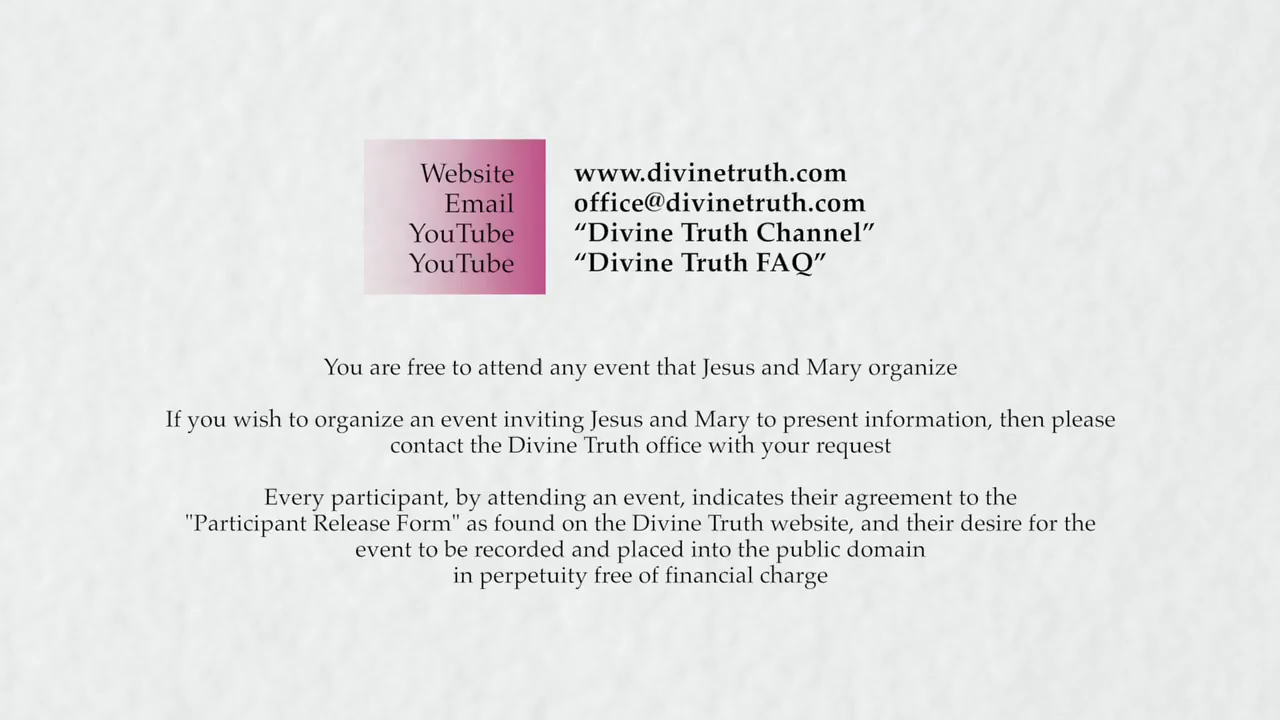 Website www.divinetruth.com
Email office@divinetruth.com
YouTube “Divine Truth Channel”
YouTube “Divine Truth FAQ”
You are free to attend any event that Jesus and Mary organize
If you wish to organize an event inviting Jesus and Mary to present information, then please
contact the Divine Truth office with your request
Every participant, by attending an event, indicates their agreement to the
"Participant Release Form" as found on the Divine Truth website, and their desire for the
event to be recorded and placed into the public domain
in perpetuity free of financial charge